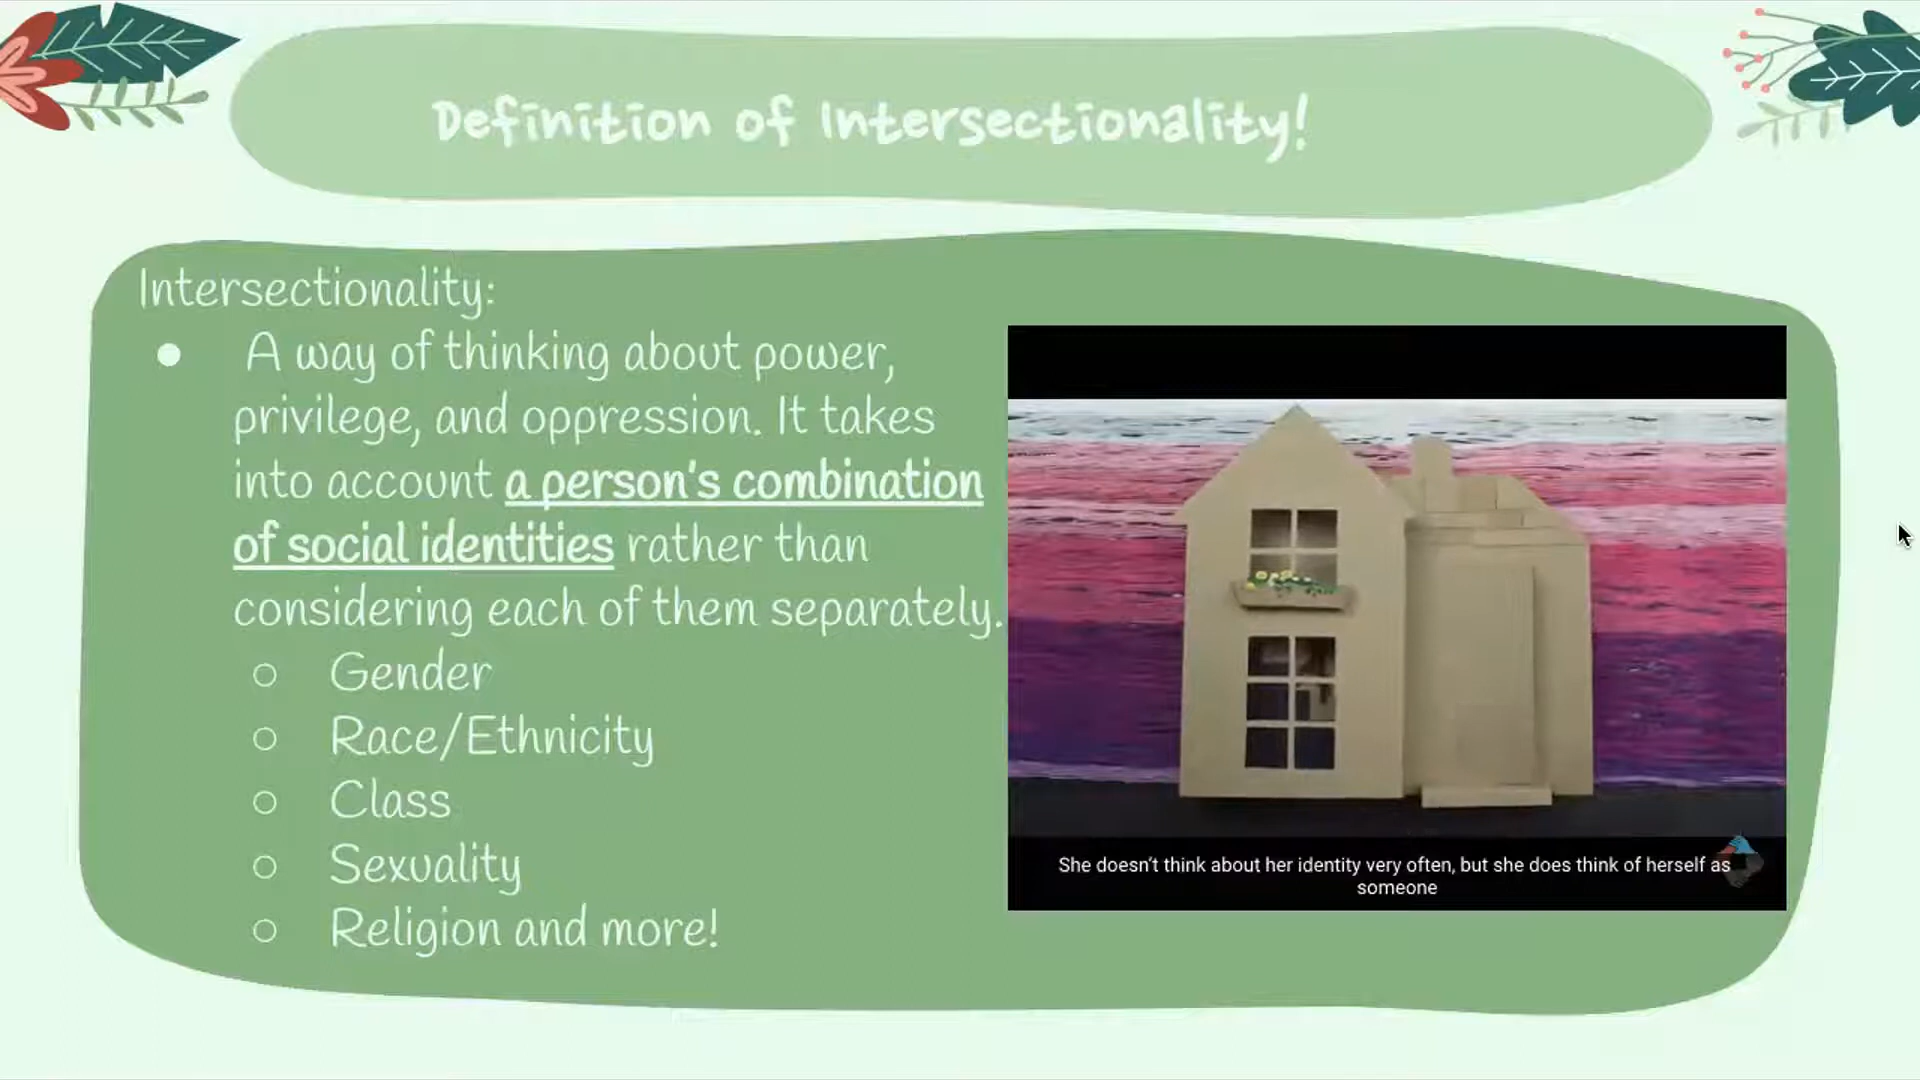 Definition of Intersectionality!
Intersectionality:
● A way of thinking about power,
privilege, and oppression. It takes
into account a person's combination
of social identities rather than
considering each of them separately.
○ Gender
○ Race/Ethnicity
○ Class
○ Sexuality
○ Religion and more!
She doesn't think about her identity very often, but she does think of herself as
someone